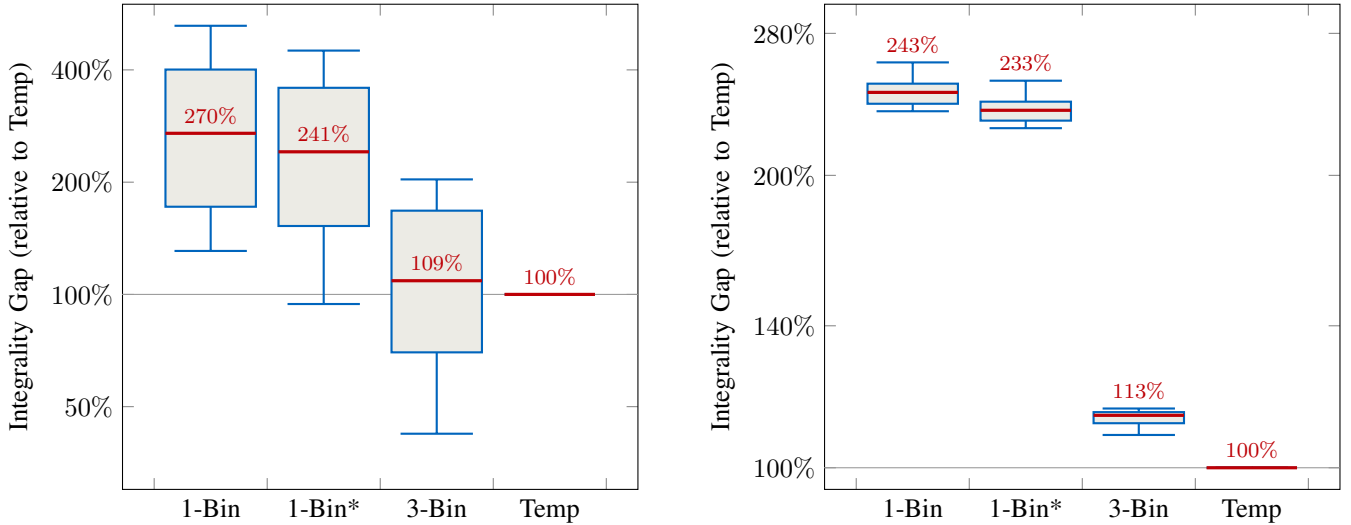 Integrality Gap (relative to Temp)
400%
200%
100%
50%
270%
241%
109%
100%
1-Bin
1-Bin*
3-Bin
Temp
Integrality Gap (relative to Temp)
280%
200%
140%
100%
243%
233%
113%
100%
1-Bin
1-Bin*
3-Bin
Temp